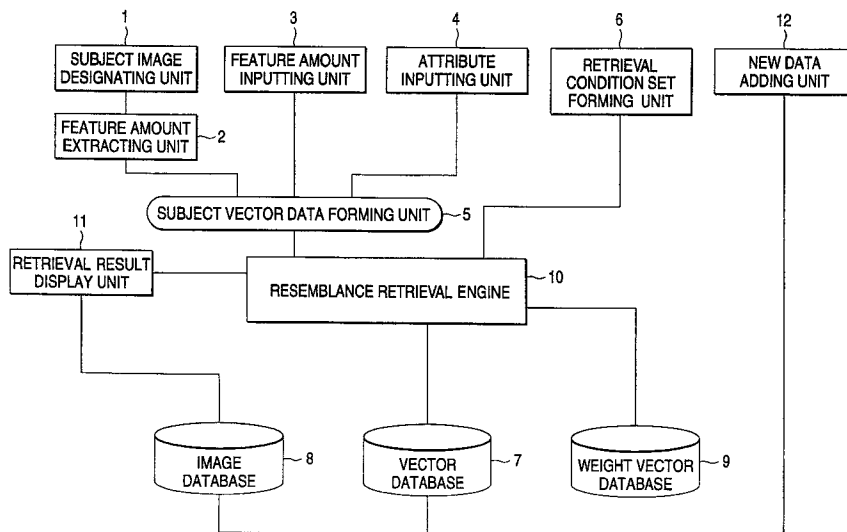 1
3
4
6
12
SUBJECT IMAGE
DESIGNATING UNIT
FEATURE AMOUNT
INPUTTING UNIT
ATTRIBUTE
INPUTTING UNIT
RETRIEVAL
CONDITION SET
FORMING UNIT
NEW DATA
ADDING UNIT
FEATURE AMOUNT
EXTRACTING UNIT
2
SUBJECT VECTOR DATA FORMING UNIT
5
11
RETRIEVAL RESULT
DISPLAY UNIT
RESEMBLANCE RETRIEVAL ENGINE
10
IMAGE
DATABASE
8
VECTOR
DATABASE
7
WEIGHT VECTOR
DATABASE
9